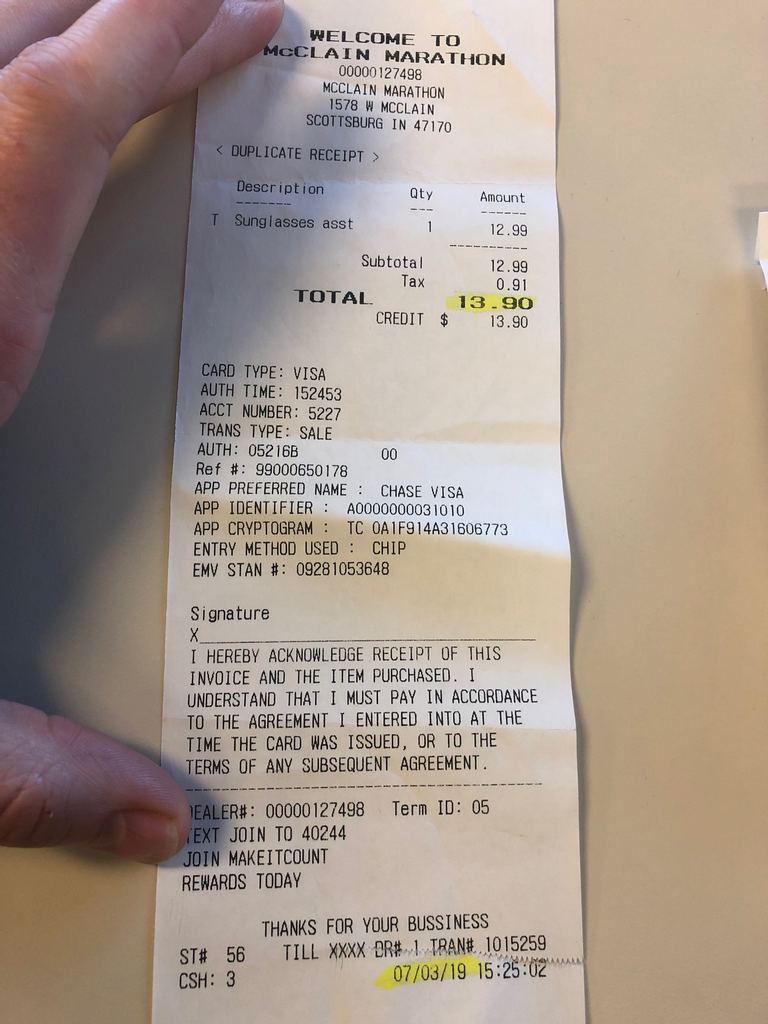 WELCOME TO
McCLAIN MARATHON
00000127498
MCCLAIN MARATHON
1578 W MCCLAIN
SCOTTSBURG IN 47170
< DUPLICATE RECEIPT >
Description Qty Amount
------- --- ------
T Sunglasses asst 1 12.99
----------
Subtotal 12.99
Tax 0.91
TOTAL 13.90
CREDIT $ 13.90
CARD TYPE: VISA
AUTH TIME: 152453
ACCT NUMBER: 5227
TRANS TYPE: SALE
AUTH: 05216B 00
Ref #: 99000650178
APP PREFERRED NAME : CHASE VISA
APP IDENTIFIER : A0000000031010
APP CRYPTOGRAM : TC 0A1F914A31606773
ENTRY METHOD USED : CHIP
EMV STAN #: 09281053648
Signature
X
I HEREBY ACKNOWLEDGE RECEIPT OF THIS
INVOICE AND THE ITEM PURCHASED. I
UNDERSTAND THAT I MUST PAY IN ACCORDANCE
TO THE AGREEMENT I ENTERED INTO AT THE
TIME THE CARD WAS ISSUED, OR TO THE
TERMS OF ANY SUBSEQUENT AGREEMENT.
DEALER#: 00000127498 Term ID: 05
TEXT JOIN TO 40244
JOIN MAKEITCOUNT
REWARDS TODAY
THANKS FOR YOUR BUSSINESS
ST# 56 TILL XXXX DR# 1 TRAN# 1015259
CSH: 3 07/03/19 15:25:02